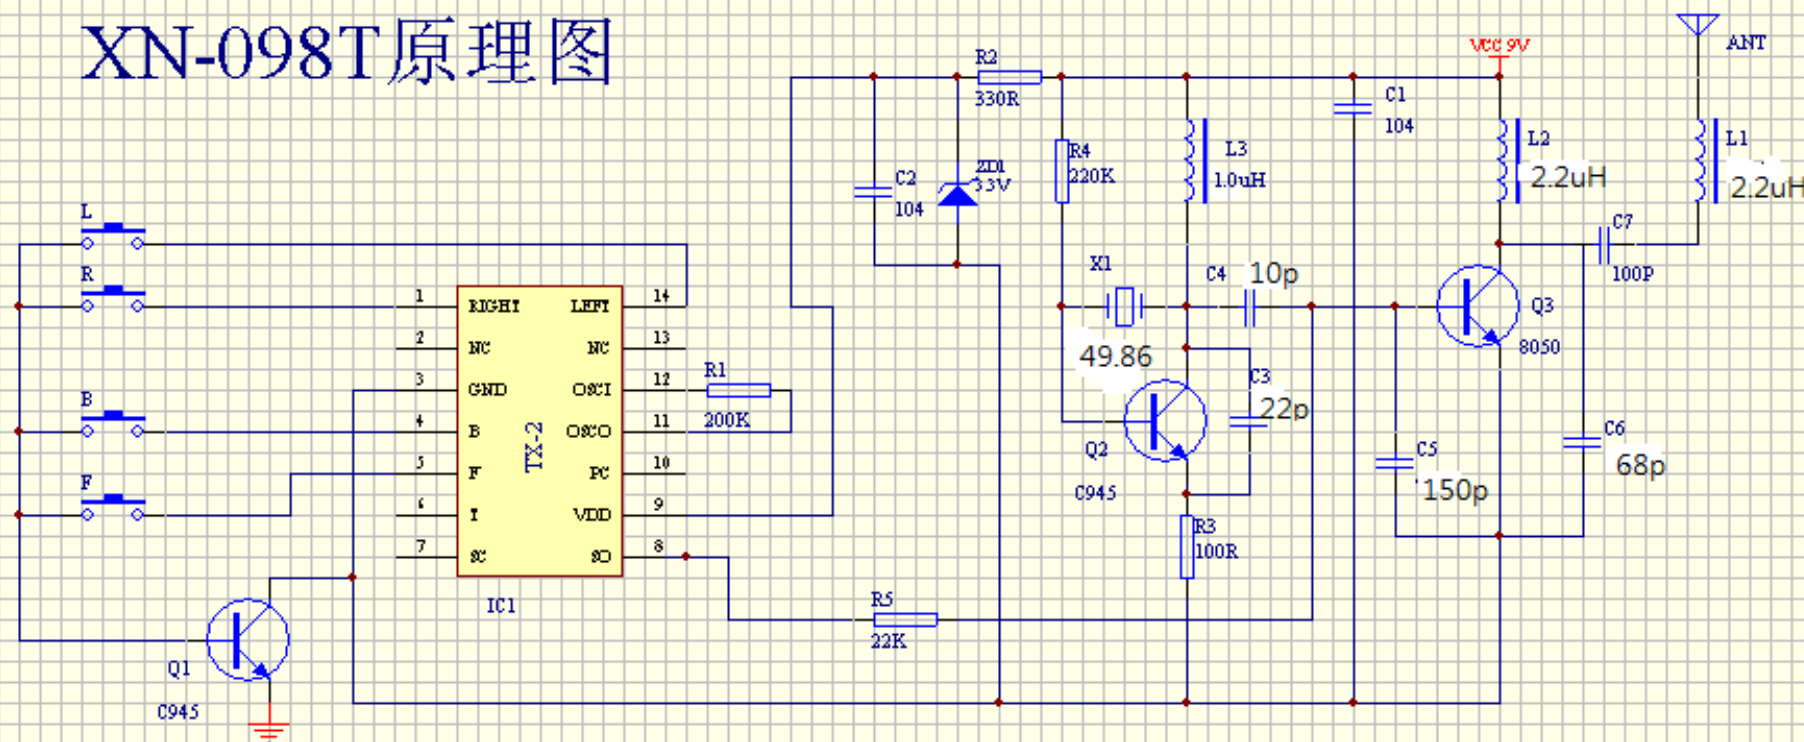 XN-098T原理图
VCC 9V
ANT
R2
330R
C1
104
R4
220K
L3
1.0uH
L2
2.2uH
L1
2.2uH
C2
104
ZD1
3.3V
C7
100P
L
R
B
F
1
2
3
4
5
6
7
RIGHT
NC
GND
B
F
T
SC
LEFT
NC
OSCI
OSCO
PC
VDD
SO
14
13
12
11
10
9
8
TX-2
IC1
R1
200K
X1
49.86
C4
10p
Q3
8050
C3
22p
Q2
C945
C5
150p
C6
68p
R3
100R
R5
22K
Q1
C945